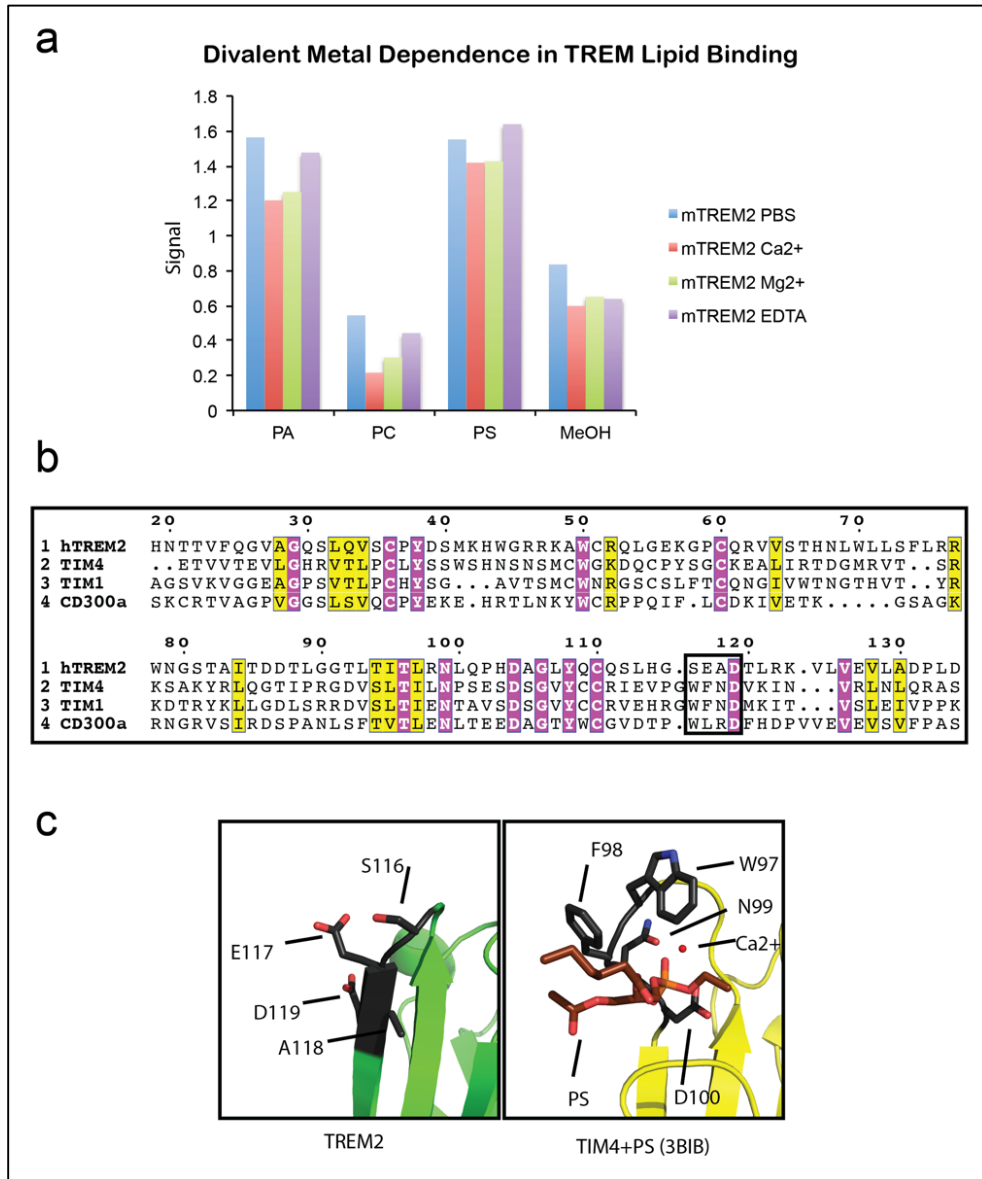 a
Divalent Metal Dependence in TREM Lipid Binding
1.8
1.6
1.4
1.2
1
0.8
0.6
0.4
0.2
0
Signal
PA PC PS MeOH
mTREM2 PBS
mTREM2 Ca2+
mTREM2 Mg2+
mTREM2 EDTA
b
20 30 40 50 60 70
1 hTREM2 HNTTVFQGVAGQSLQVSCPYDSMKHWGRRKAWCRQLGEKGPCQRVVSTHNLWLLSFLRR
2 TIM4 ..ETVVTEVLGHRVTLPCLYSSWSHNSNSMCWGKDQCPYSGCKEALIRTDGMRVT..SR
3 TIM1 AGSVKVGGEAGPSVTLPCHYSG...AVTSMCWNRGSCSLFTCQNGIVWTNGTHVT..YR
4 CD300a SKCRTVAGPVGGSLSVQCPYEKE.HRTLNKYWCRPPQIF.LCDKIVETK.....GSAGK
80 90 100 110 120 130
1 hTREM2 WNGSTAITDDTLGGTLTITLRNLQPHDAGLYQCQSLHG.SEADTLRK.VLVEVLADPLD
2 TIM4 KSAKYRLQGTIPRGDVSLTILNPSESDSGVYCCRIEVPGWFNDVKIN...VRLNLQRAS
3 TIM1 KDTRYKLLGDLSRRDVSLTIENTAVSDSGVYCCRVEHRGWFNDMKIT...VSLEIVPPK
4 CD300a RNGRVSIRDSPANLSFTVTLENLTEEDAGTYWCGVDTP.WLRDFHDPVVEVEVSVFPAS
c
S116
E117
D119
A118
TREM2
F98
W97
N99
Ca2+
PS
D100
TIM4+PS (3BIB)